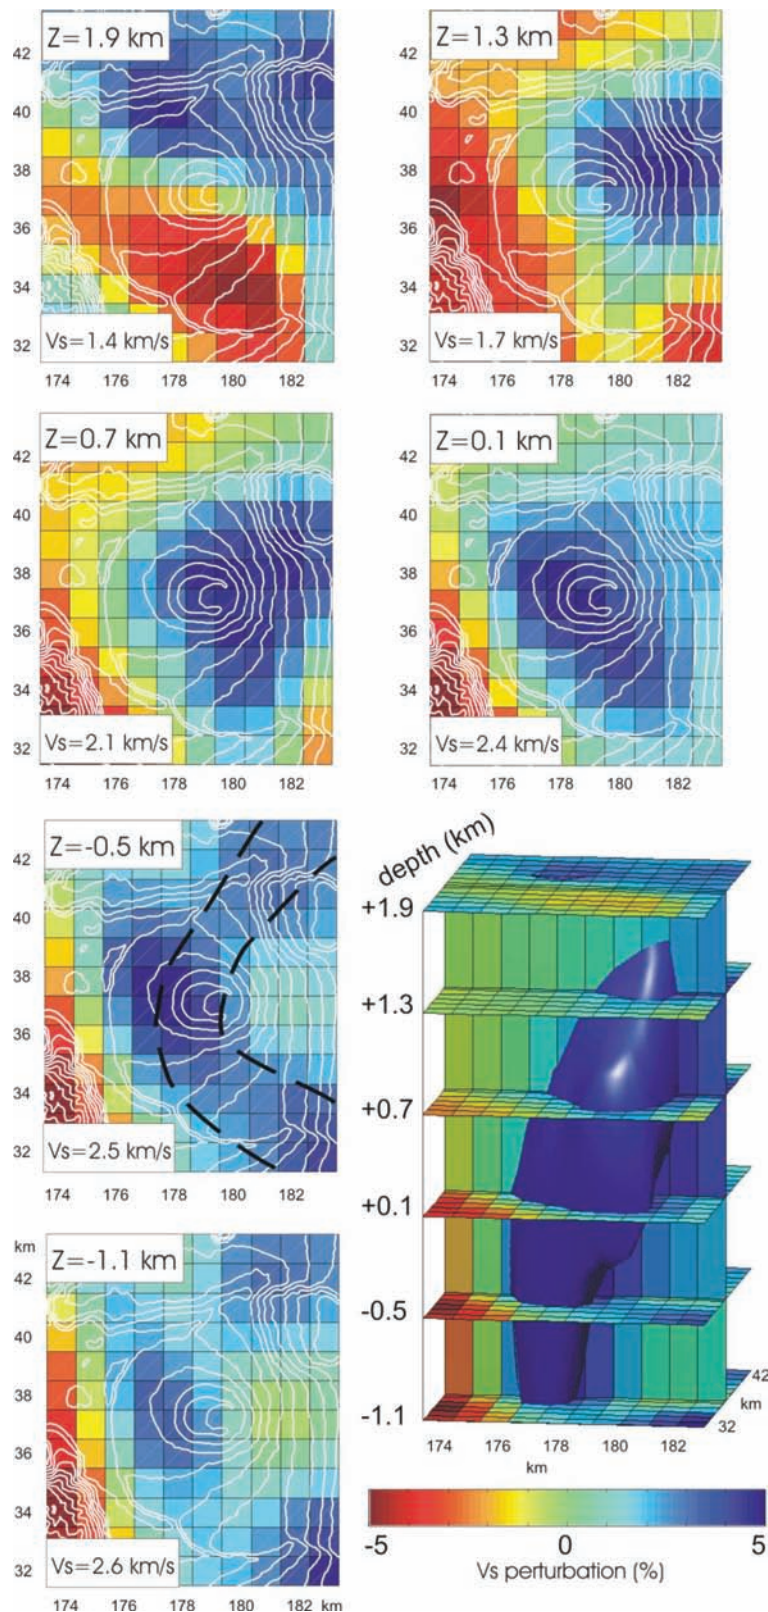 Z=1.9 km
42
40
38
36
34
32
Vs=1.4 km/s
174 176 178 180 182
Z=1.3 km
Vs=1.7 km/s
174 176 178 180 182
Z=0.7 km
42
40
38
36
34
32
Vs=2.1 km/s
174 176 178 180 182
Z=0.1 km
42
40
38
36
34
32
Vs=2.4 km/s
174 176 178 180 182
Z=-0.5 km
42
40
38
36
34
32
Vs=2.5 km/s
174 176 178 180 182
depth (km)
+1.9
+1.3
+0.7
+0.1
-0.5
-1.1
42
km
32
174 176 178 180 182
km
km
Z=-1.1 km
42
40
38
36
34
32
Vs=2.6 km/s
174 176 178 180 182 km
-5 0 5
Vs perturbation (%)